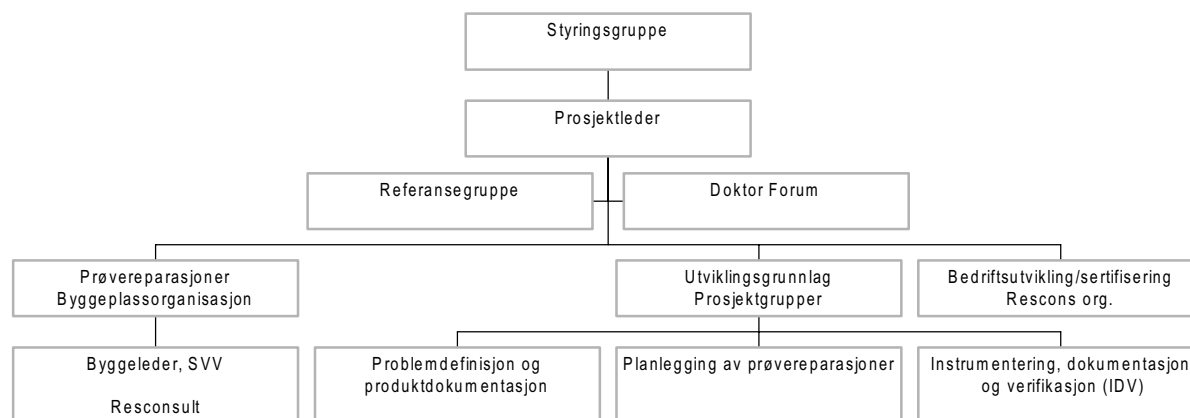 Styringsgruppe
Prosjektleder
Referansegruppe
Doktor Forum
Prøvereparasjoner
Byggeplassorganisasjon
Utviklingsgrunnlag
Prosjektgrupper
Bedriftsutvikling/sertifisering
Rescons org.
Byggeleder, SVV
Resconsult
Problemdefinisjon og
produktdokumentasjon
Planlegging av prøvereparasjoner
Instrumentering, dokumentasjon
og verifikasjon (IDV)